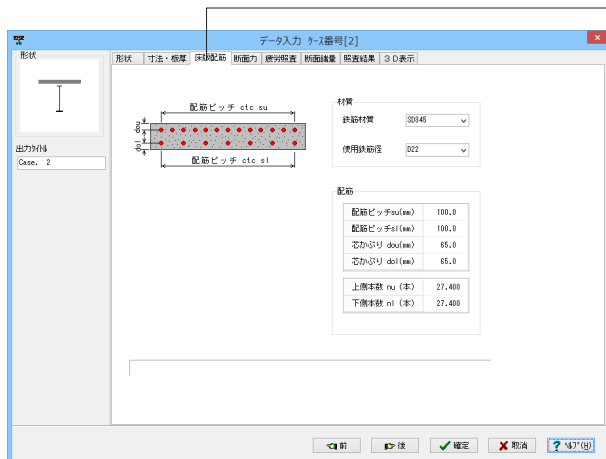 データ入力 ケース番号[2]
形状
出力ﾀｲﾄﾙ
Case. 2
形状 寸法・板厚 床版配筋 断面力 疲労照査 断面諸量 照査結果 3D表示
配筋ピッチ ctc su
dou
dol
配筋ピッチ ctc sl
材質
鉄筋材質 SD345
使用鉄筋径 D22
配筋
配筋ピッチsu(mm) 100.0
配筋ピッチsl(mm) 100.0
芯かぶり dou(mm) 65.0
芯かぶり dol(mm) 65.0
上側本数 nu (本) 27.400
下側本数 nl (本) 27.400
前 後 確定 取消 ? ﾍﾙﾌﾟ(H)